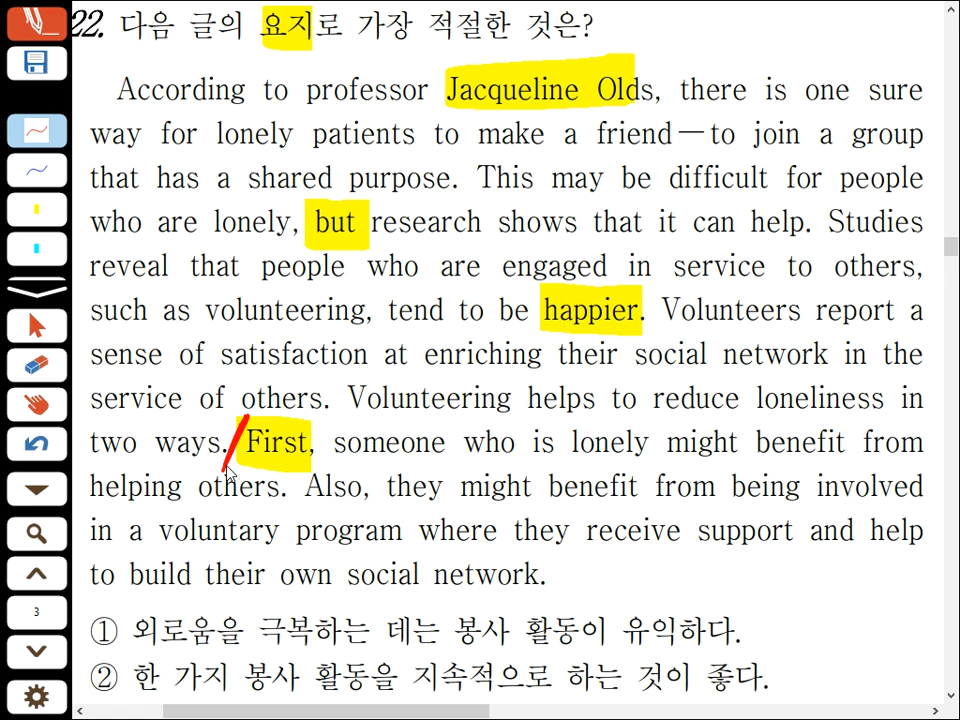 22. 다음 글의 요지로 가장 적절한 것은?
According to professor Jacqueline Olds, there is one sure
way for lonely patients to make a friend—to join a group
that has a shared purpose. This may be difficult for people
who are lonely, but research shows that it can help. Studies
reveal that people who are engaged in service to others,
such as volunteering, tend to be happier. Volunteers report a
sense of satisfaction at enriching their social network in the
service of others. Volunteering helps to reduce loneliness in
two ways. First, someone who is lonely might benefit from
helping others. Also, they might benefit from being involved
in a voluntary program where they receive support and help
to build their own social network.
① 외로움을 극복하는 데는 봉사 활동이 유익하다.
② 한 가지 봉사 활동을 지속적으로 하는 것이 좋다.
3